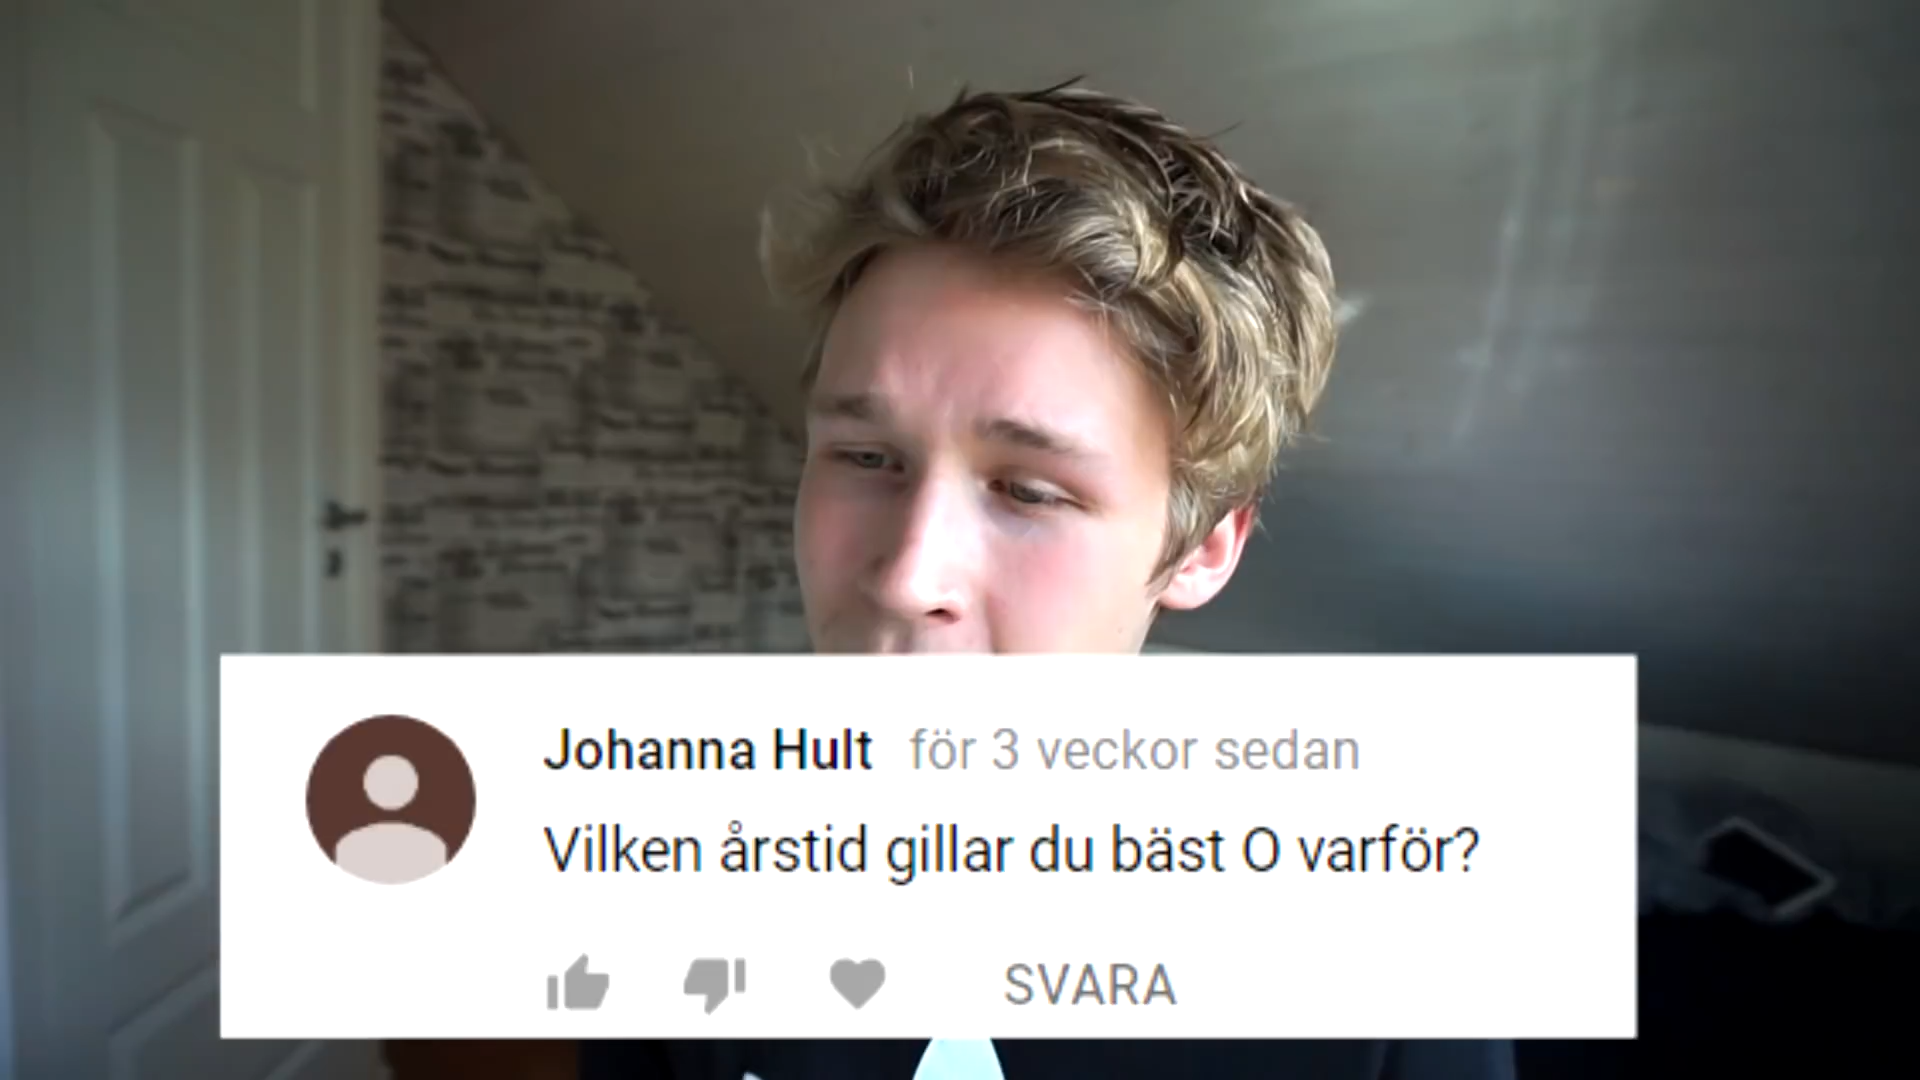 Johanna Hult för 3 veckor sedan
Vilken årstid gillar du bäst O varför?
SVARA